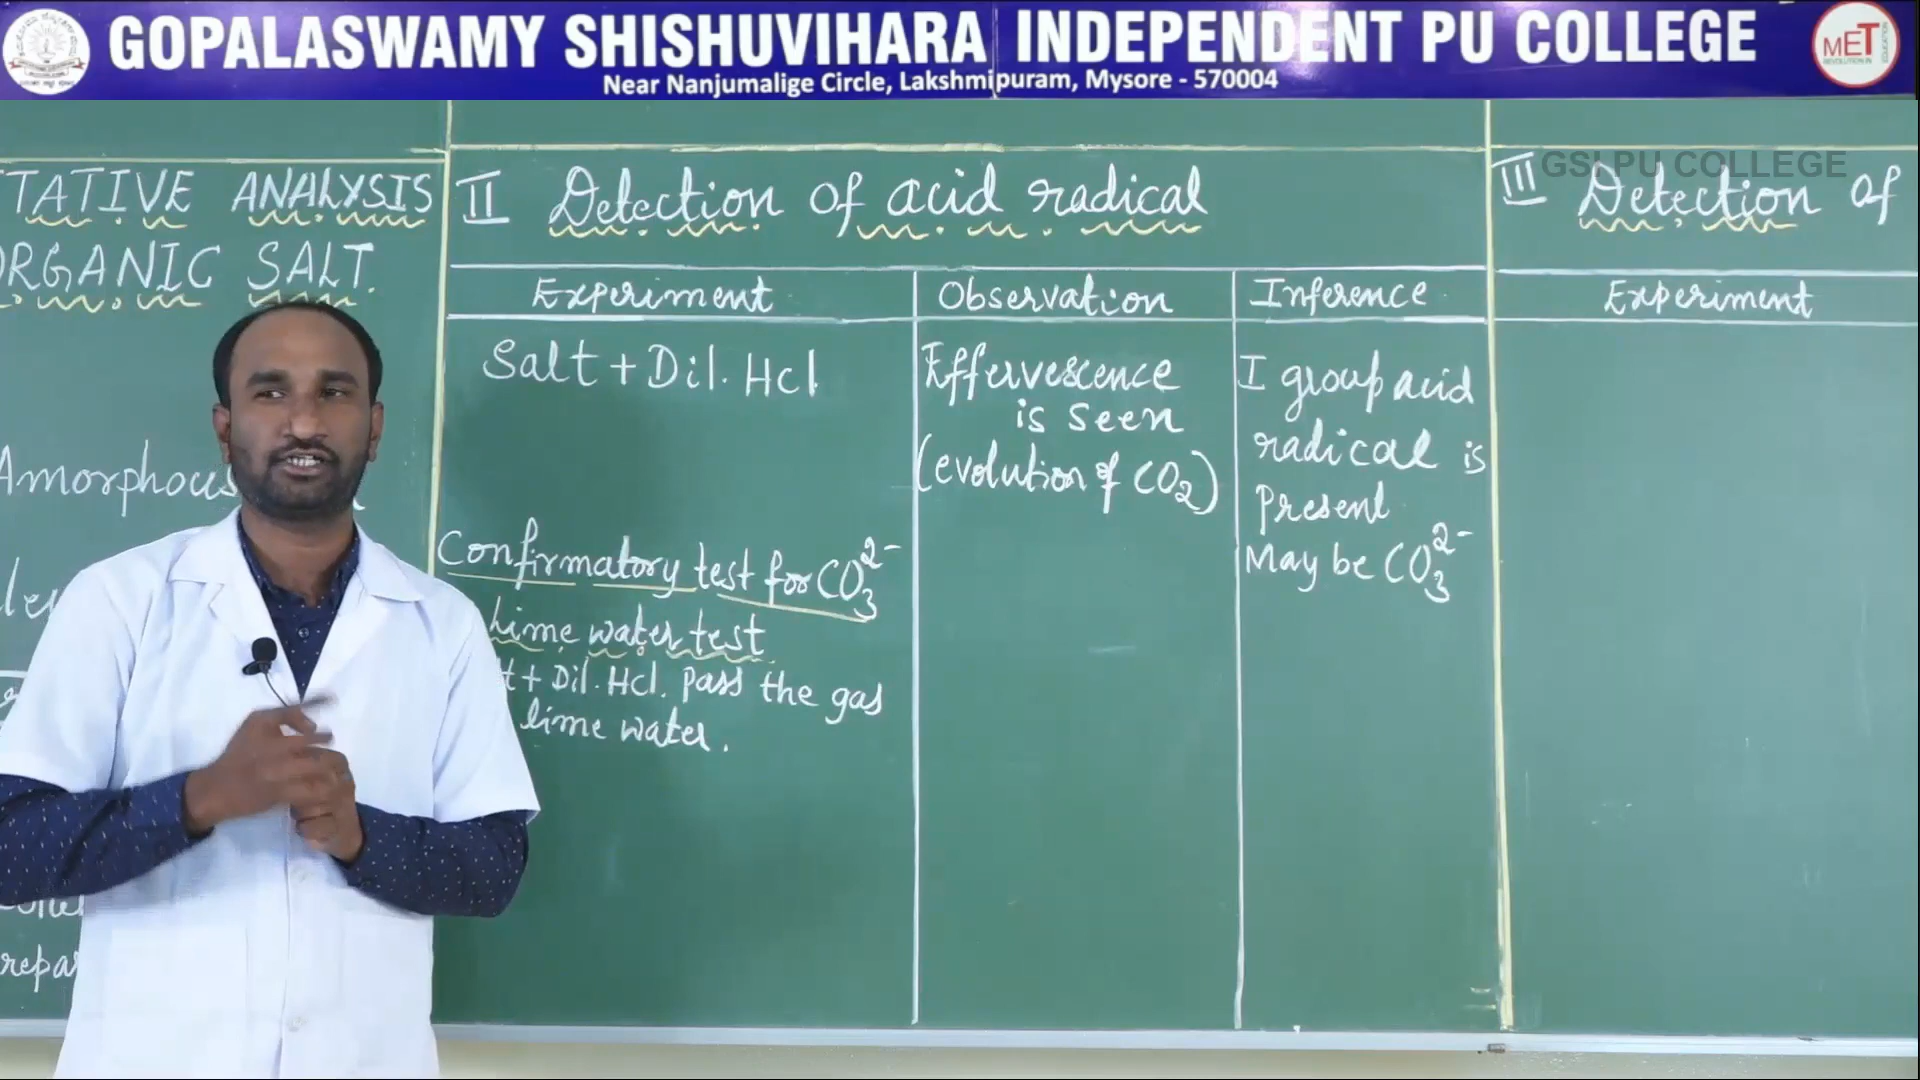 GOPALASWAMY SHISHUVIHARA INDEPENDENT PU COLLEGE
Near Nanjumalige Circle, Lakshmipuram, Mysore - 570004
MET
GSI PU COLLEGE
TATIVE ANALYSIS
ORGANIC SALT.
Amorphous
II Detection of acid radical
Experiment
Observation
Inference
Salt + Dil. Hcl.
Effervescence
is seen
(evolution of CO2)
I group acid
radical is
Present
May be CO3^2-
Confirmatory test for CO3^2-
Lime water test
t + Dil. Hcl. Pass the gas
lime water.
III Detection of
Experiment